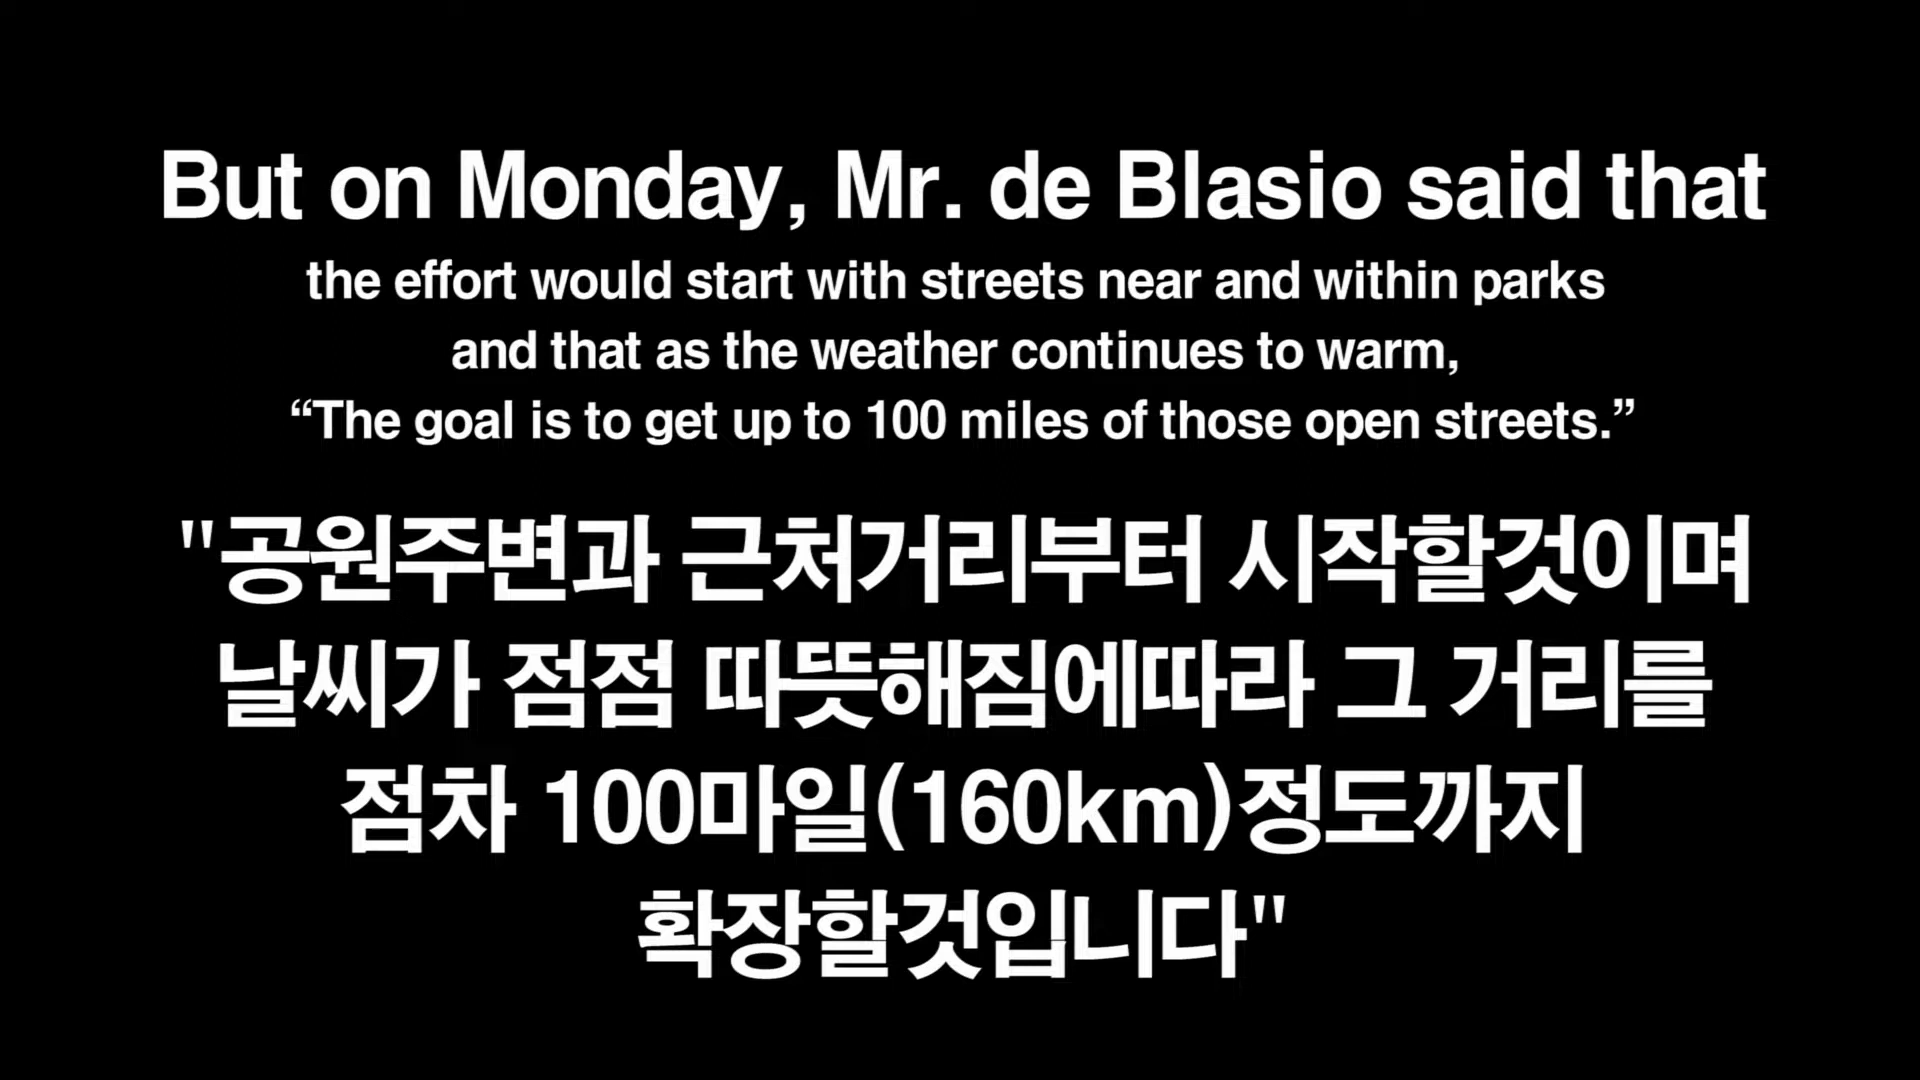 But on Monday, Mr. de Blasio said that
the effort would start with streets near and within parks
and that as the weather continues to warm,
“The goal is to get up to 100 miles of those open streets.”
"공원주변과 근처거리부터 시작할것이며
날씨가 점점 따뜻해짐에따라 그 거리를
점차 100마일(160km)정도까지
확장할것입니다"